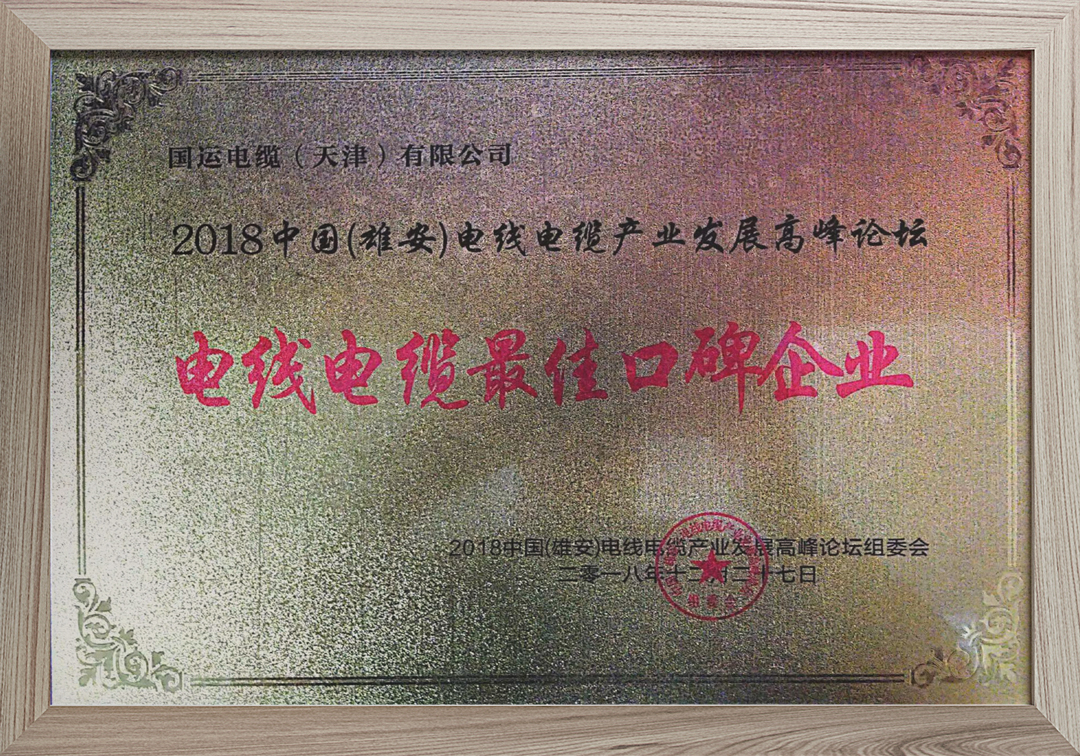 国运电缆（天津）有限公司
2018中国(雄安)电线电缆产业发展高峰论坛
电线电缆最佳口碑企业
2018中国(雄安)电线电缆产业发展高峰论坛组委会
二零一八年十二月二十七日
组委会